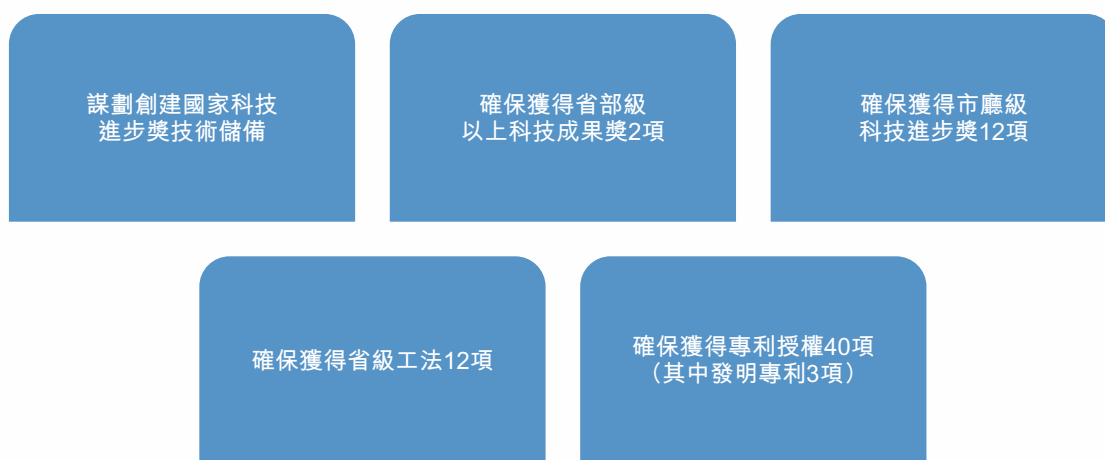 謀劃創建國家科技
進步獎技術儲備
確保獲得省部級
以上科技成果獎2項
確保獲得市廳級
科技進步獎12項
確保獲得省級工法12項
確保獲得專利授權40項
（其中發明專利3項）